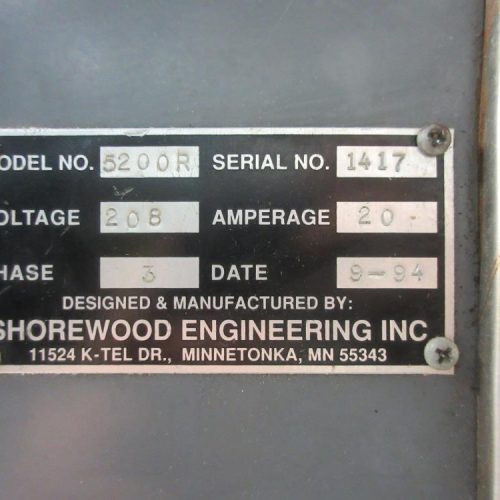 ODEL NO. 5200R SERIAL NO. 1417
OLTAGE 208 AMPERAGE 20
HASE 3 DATE 9-94
DESIGNED & MANUFACTURED BY:
SHOREWOOD ENGINEERING INC
11524 K-TEL DR., MINNETONKA, MN 55343